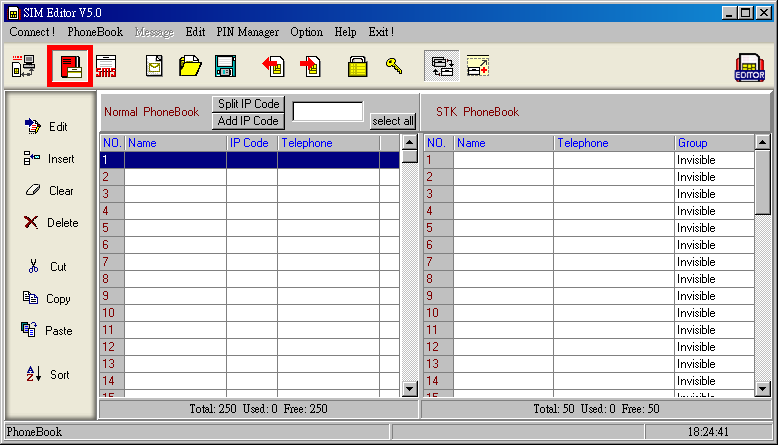 SIM Editor V5.0
Connect ! PhoneBook Message Edit PIN Manager Option Help Exit !
SMS
EDITOR
Edit
Insert
Clear
Delete
Cut
Copy
Paste
Sort
Normal PhoneBook
Split IP Code
Add IP Code
select all
NO. Name IP Code Telephone
1
2
3
4
5
6
7
8
9
10
11
12
13
14
15
Total: 250 Used: 0 Free: 250
STK PhoneBook
NO. Name Telephone Group
1 Invisible
2 Invisible
3 Invisible
4 Invisible
5 Invisible
6 Invisible
7 Invisible
8 Invisible
9 Invisible
10 Invisible
11 Invisible
12 Invisible
13 Invisible
14 Invisible
15 Invisible
Total: 50 Used: 0 Free: 50
PhoneBook
18:24:41